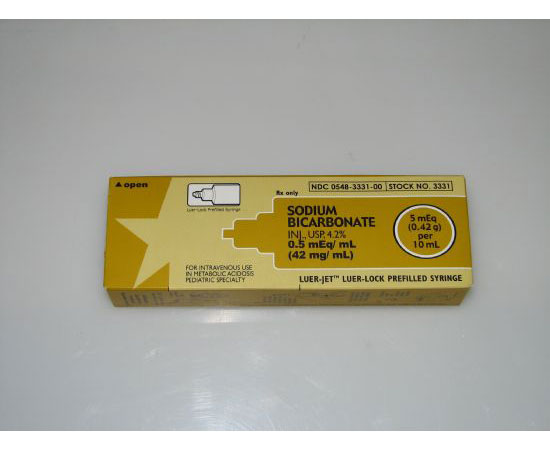 ▲ open
Luer-Lock Prefilled Syringe
Rx only
NDC 0548-3331-00
STOCK NO. 3331
SODIUM
BICARBONATE
INJ., USP, 4.2%
0.5 mEq/ mL
(42 mg/ mL)
5 mEq
(0.42 g)
per
10 mL
FOR INTRAVENOUS USE
IN METABOLIC ACIDOSIS
PEDIATRIC SPECIALTY
LUER-JET™ LUER-LOCK PREFILLED SYRINGE